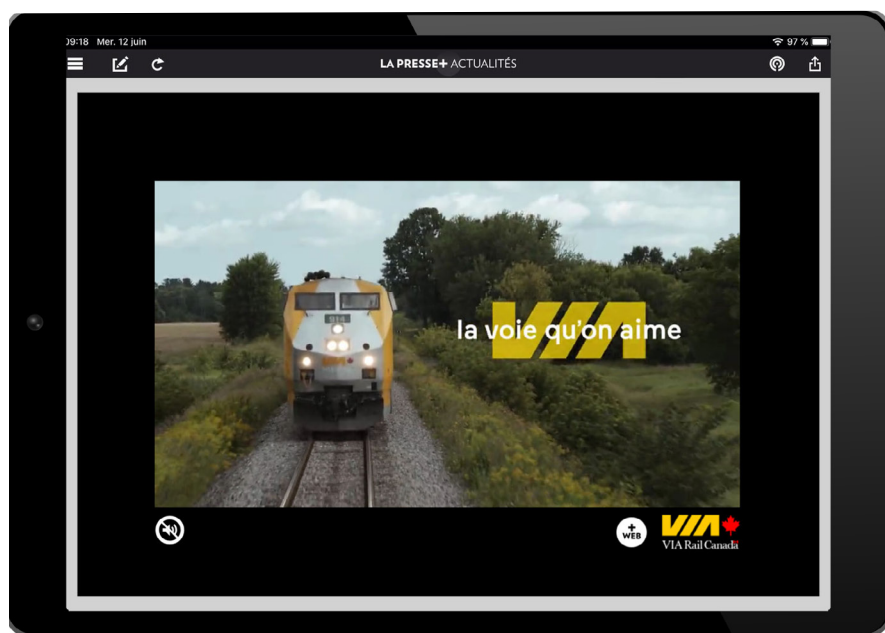 09:18 Mer. 12 juin
97 %
LA PRESSE+ ACTUALITÉS
914
VIA
la voie qu'on aime
+
WEB
VIA
VIA Rail Canada